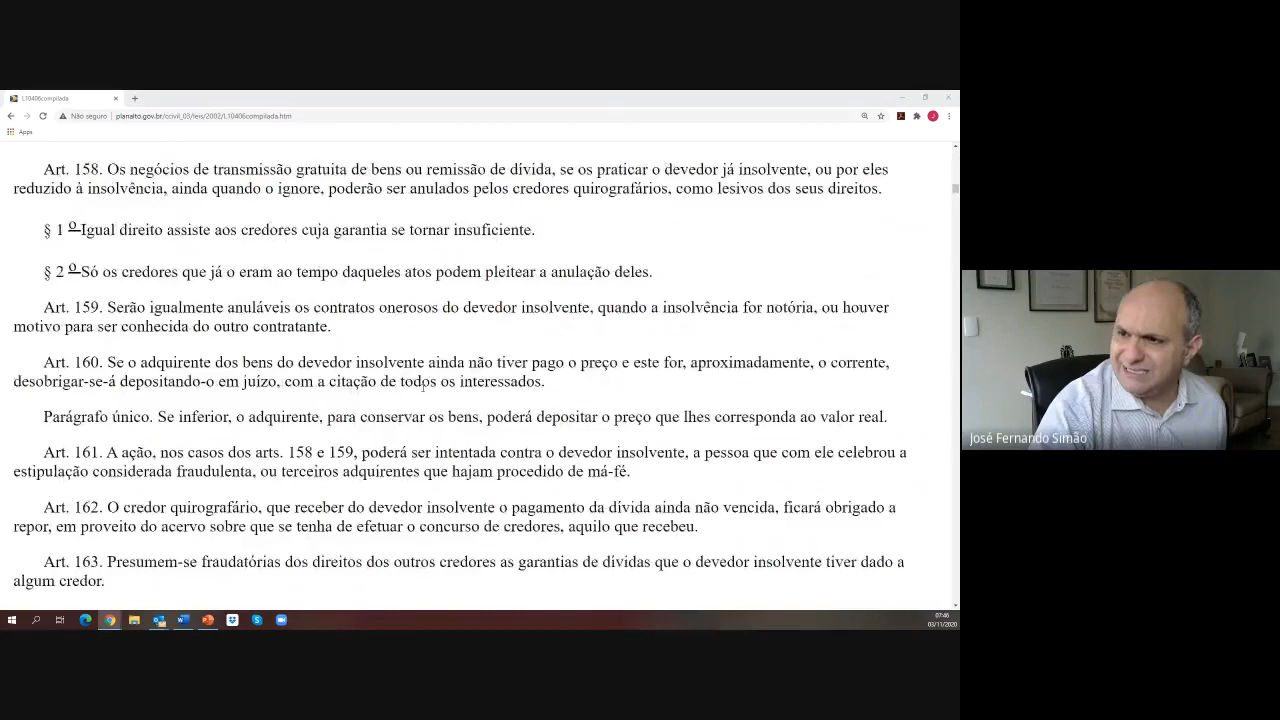 L10406compilada
Não seguro
planalto.gov.br/ccivil_03/leis/2002/L10406compilada.htm
Apps
Art. 158. Os negócios de transmissão gratuita de bens ou remissão de dívida, se os praticar o devedor já insolvente, ou por eles
reduzido à insolvência, ainda quando o ignore, poderão ser anulados pelos credores quirografários, como lesivos dos seus direitos.
§ 1 o Igual direito assiste aos credores cuja garantia se tornar insuficiente.
§ 2 o Só os credores que já o eram ao tempo daqueles atos podem pleitear a anulação deles.
Art. 159. Serão igualmente anuláveis os contratos onerosos do devedor insolvente, quando a insolvência for notória, ou houver
motivo para ser conhecida do outro contratante.
Art. 160. Se o adquirente dos bens do devedor insolvente ainda não tiver pago o preço e este for, aproximadamente, o corrente,
desobrigar-se-á depositando-o em juízo, com a citação de todos os interessados.
Parágrafo único. Se inferior, o adquirente, para conservar os bens, poderá depositar o preço que lhes corresponda ao valor real.
Art. 161. A ação, nos casos dos arts. 158 e 159, poderá ser intentada contra o devedor insolvente, a pessoa que com ele celebrou a
estipulação considerada fraudulenta, ou terceiros adquirentes que hajam procedido de má-fé.
Art. 162. O credor quirografário, que receber do devedor insolvente o pagamento da dívida ainda não vencida, ficará obrigado a
repor, em proveito do acervo sobre que se tenha de efetuar o concurso de credores, aquilo que recebeu.
Art. 163. Presumem-se fraudatórias dos direitos dos outros credores as garantias de dívidas que o devedor insolvente tiver dado a
algum credor.
07:46
03/11/2020
José Fernando Simão